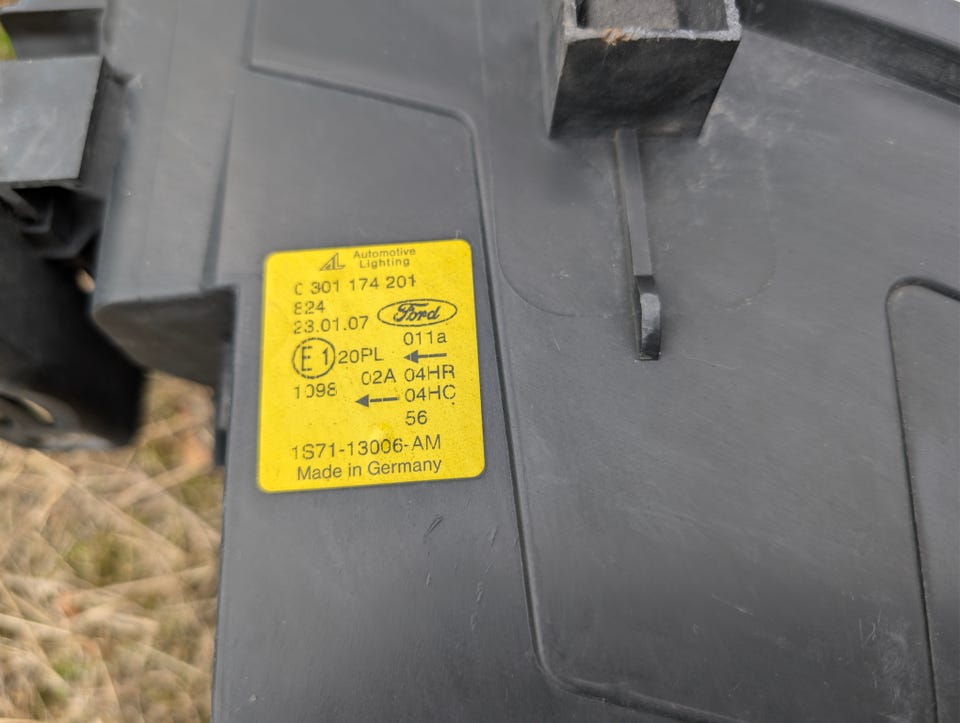 Automotive
Lighting
0 301 174 201
824
23.01.07
Ford
011a
E1 20PL ←
1098 02A 04HR
← 04HC
56
1S71-13006-AM
Made in Germany